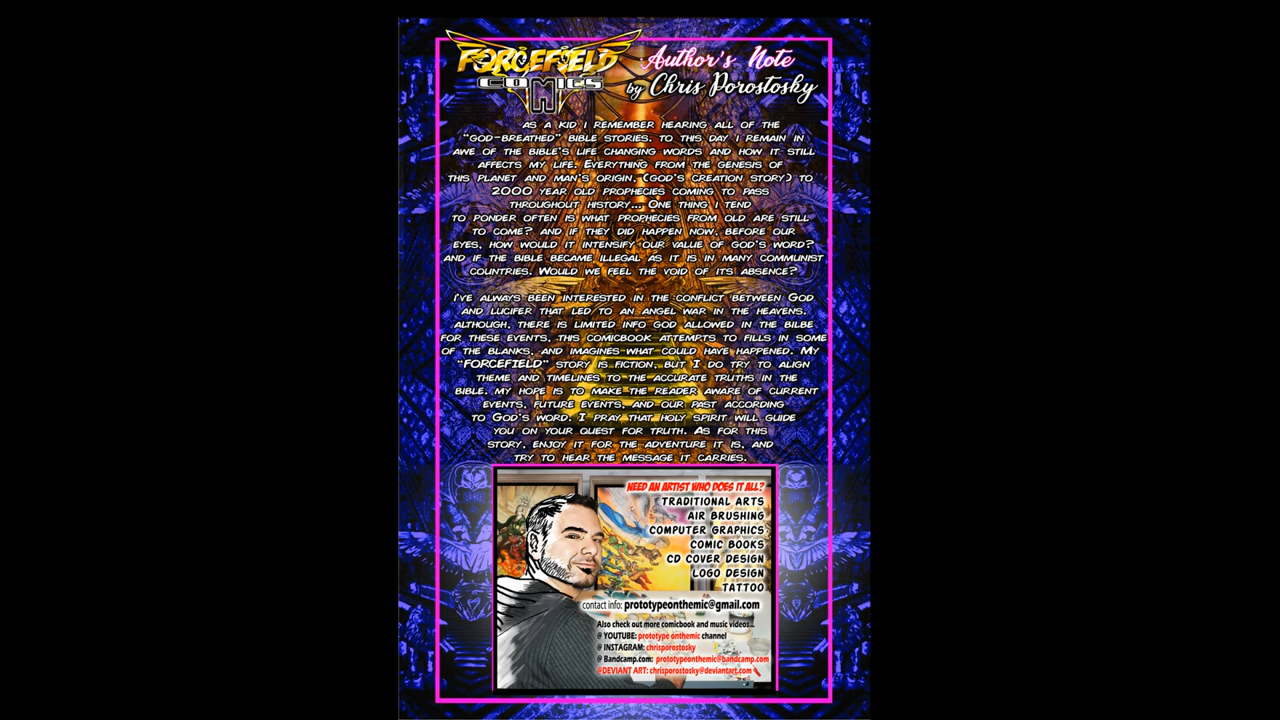 FORCEFIELD
COMICS
Author's Note
by Chris Porostosky
AS A KID I REMEMBER HEARING ALL OF THE
"GOD-BREATHED" BIBLE STORIES. TO THIS DAY I REMAIN IN
AWE OF THE BIBLE'S LIFE CHANGING WORDS AND HOW IT STILL
AFFECTS MY LIFE. EVERYTHING FROM THE GENESIS OF
THIS PLANET AND MAN'S ORIGIN, (GOD'S CREATION STORY) TO
2000 YEAR OLD PROPHECIES COMING TO PASS
THROUGHOUT HISTORY... ONE THING I TEND
TO PONDER OFTEN IS WHAT PROPHECIES FROM OLD ARE STILL
TO COME? AND IF THEY DID HAPPEN NOW, BEFORE OUR
EYES, HOW WOULD IT INTENSIFY OUR VALUE OF GOD'S WORD?
AND IF THE BIBLE BECAME ILLEGAL AS IT IS IN MANY COMMUNIST
COUNTRIES. WOULD WE FEEL THE VOID OF ITS ABSENCE?
I'VE ALWAYS BEEN INTERESTED IN THE CONFLICT BETWEEN GOD
AND LUCIFER THAT LED TO AN ANGEL WAR IN THE HEAVENS.
ALTHOUGH, THERE IS LIMITED INFO GOD ALLOWED IN THE BILBE
FOR THESE EVENTS, THIS COMICBOOK ATTEMPTS TO FILLS IN SOME
OF THE BLANKS, AND IMAGINES WHAT COULD HAVE HAPPENED. MY
"FORCEFIELD" STORY IS FICTION, BUT I DO TRY TO ALIGN
THEME AND TIMELINES TO THE ACCURATE TRUTHS IN THE
BIBLE. MY HOPE IS TO MAKE THE READER AWARE OF CURRENT
EVENTS, FUTURE EVENTS, AND OUR PAST ACCORDING
TO GOD'S WORD. I PRAY THAT HOLY SPIRIT WILL GUIDE
YOU ON YOUR QUEST FOR TRUTH. AS FOR THIS
STORY, ENJOY IT FOR THE ADVENTURE IT IS, AND
TRY TO HEAR THE MESSAGE IT CARRIES.
NEED AN ARTIST WHO DOES IT ALL?
TRADITIONAL ARTS
AIR BRUSHING
COMPUTER GRAPHICS
COMIC BOOKS
CD COVER DESIGN
LOGO DESIGN
TATTOO
contact info: prototypeonthemic@gmail.com
Also check out more comicbook and music videos...
@ YOUTUBE: prototype onthemic channel
@ INSTAGRAM: chrisporostosky
@ Bandcamp.com: prototypeonthemic@bandcamp.com
@DEVIANT ART: chrisporostosky@deviantart.com